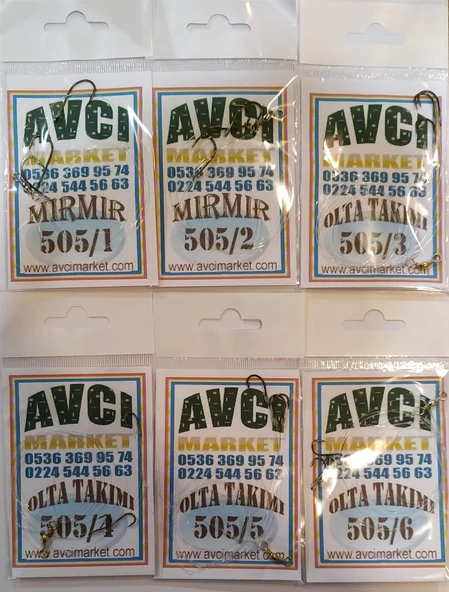 AVCI
MARKET
0536 369 95 74
0224 544 56 63
MIRMIR
505/1
www.avcimarket.com
AVCI
MARKET
0536 369 95 74
0224 544 56 63
MIRMIR
505/2
www.avcimarket.com
AVCI
MARKET
0536 369 95 74
0224 544 56 63
OLTA TAKIMI
505/3
www.avcimarket.com
AVCI
MARKET
0536 369 95 74
0224 544 56 63
OLTA TAKIMI
505/4
www.avcimarket.com
AVCI
MARKET
0536 369 95 74
0224 544 56 63
OLTA TAKIMI
505/5
www.avcimarket.com
AVCI
MARKET
0536 369 95 74
0224 544 56 63
OLTA TAKIMI
505/6
www.avcimarket.com